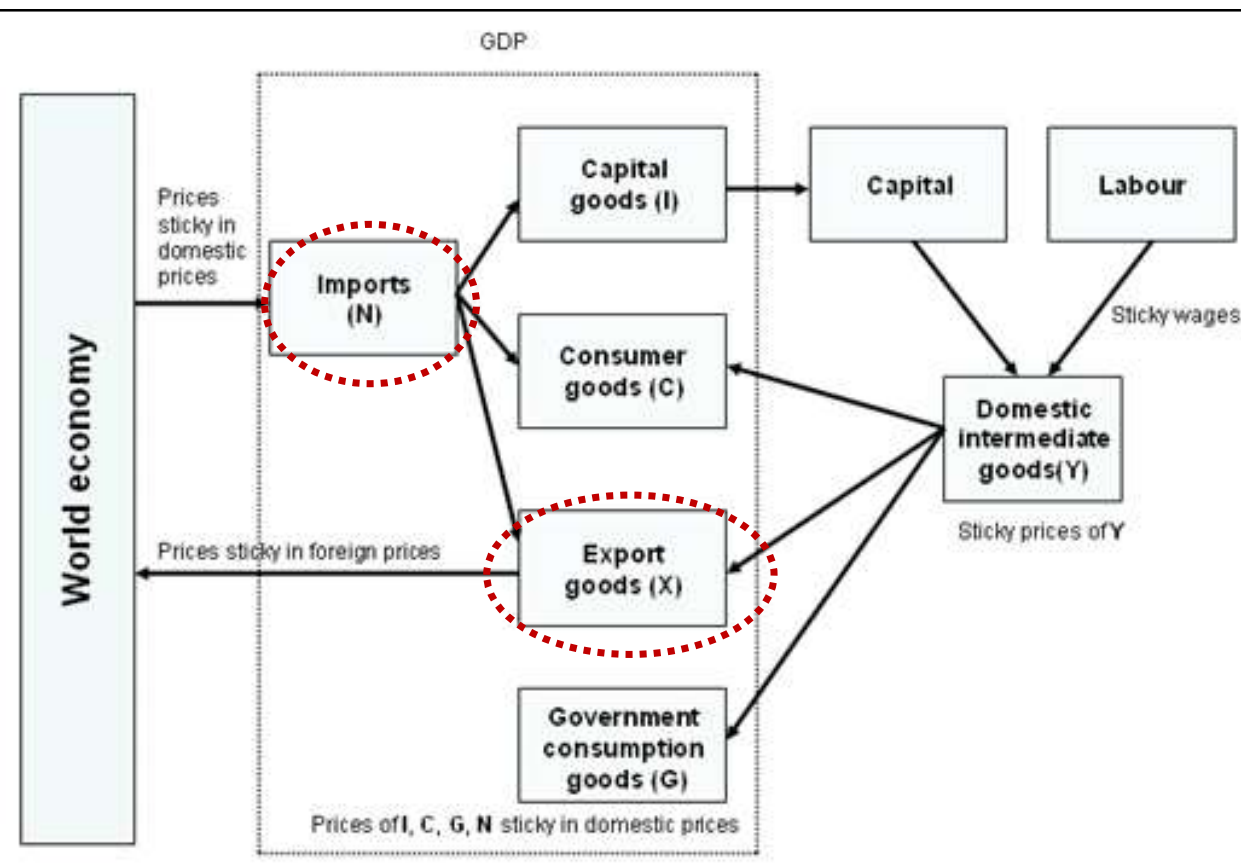 GDP
World economy
Prices
sticky in
domestic
prices
Imports
(N)
Capital
goods (I)
Capital
Labour
Sticky wages
Consumer
goods (C)
Domestic
intermediate
goods(Y)
Sticky prices of Y
Prices sticky in foreign prices
Export
goods (X)
Government
consumption
goods (G)
Prices of I, C, G, N sticky in domestic prices